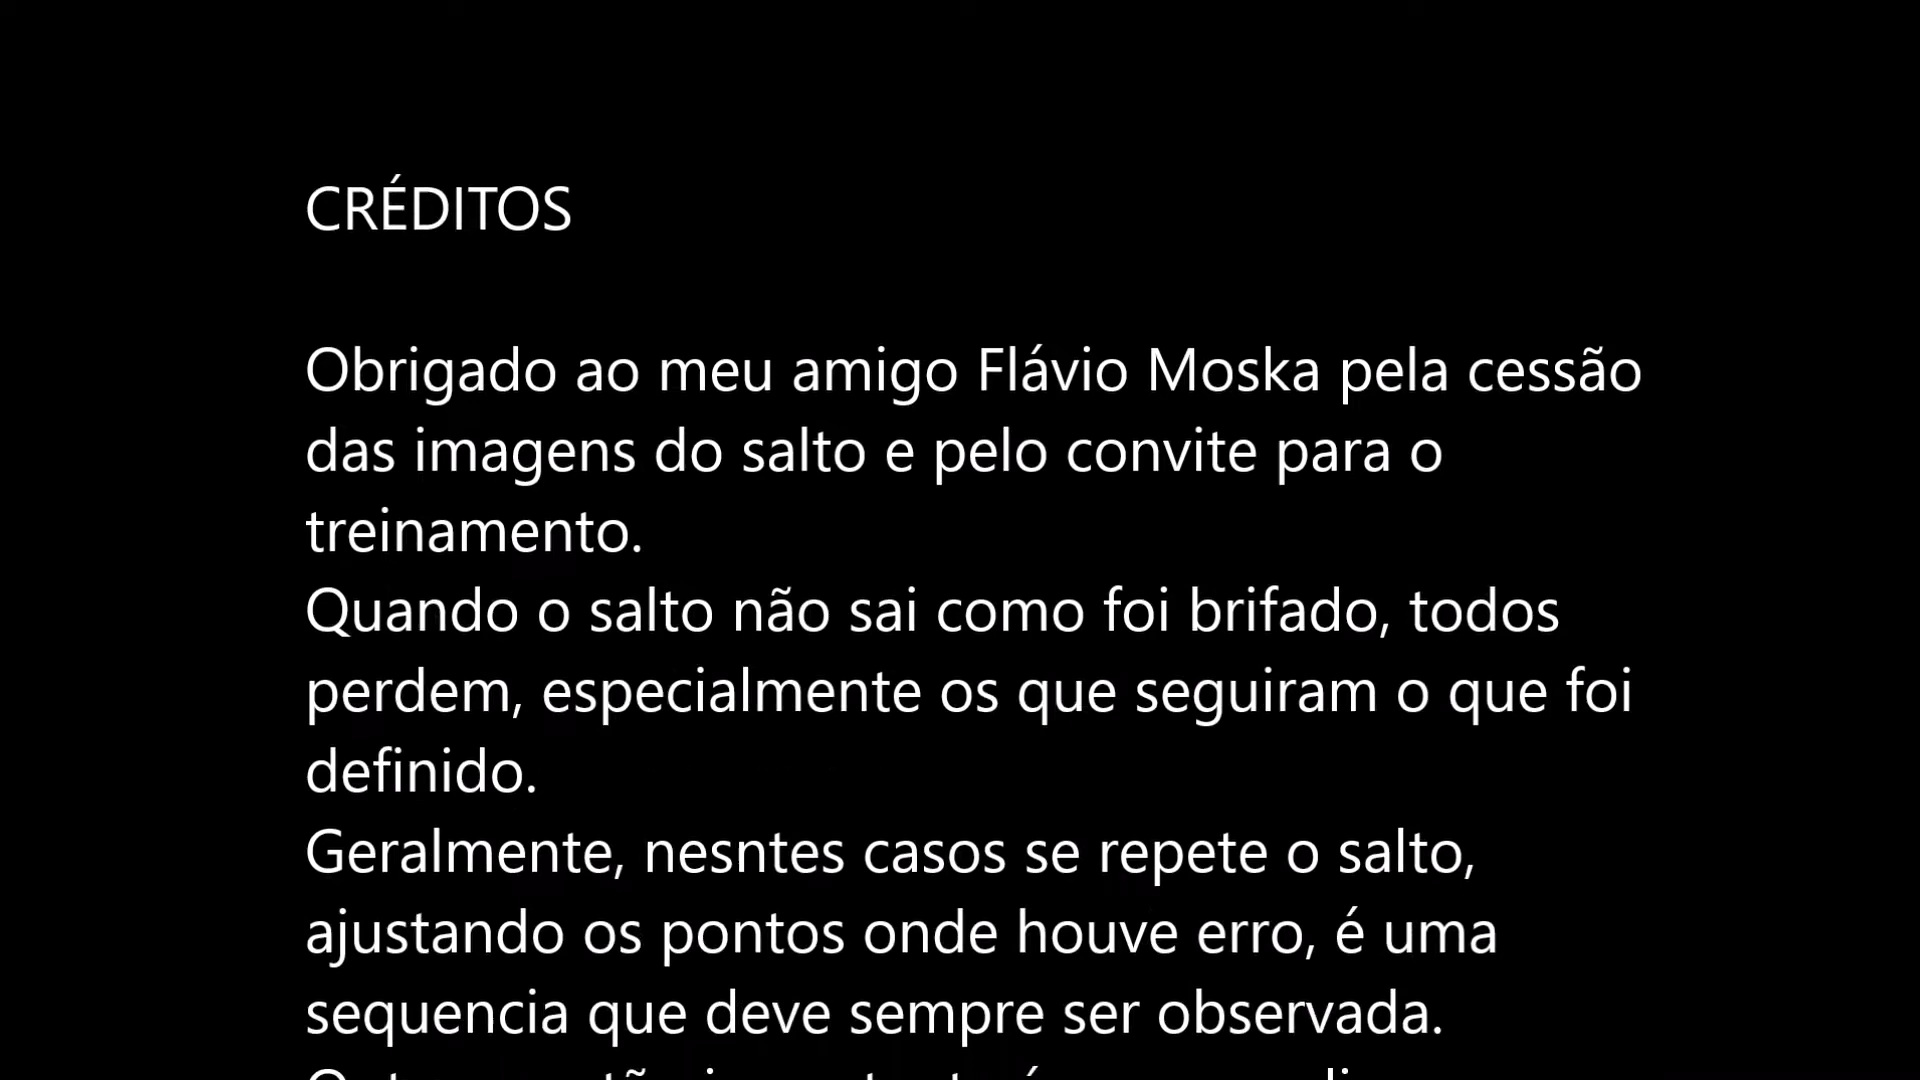 CRÉDITOS
Obrigado ao meu amigo Flávio Moska pela cessão
das imagens do salto e pelo convite para o
treinamento.
Quando o salto não sai como foi brifado, todos
perdem, especialmente os que seguiram o que foi
definido.
Geralmente, nesntes casos se repete o salto,
ajustando os pontos onde houve erro, é uma
sequencia que deve sempre ser observada.